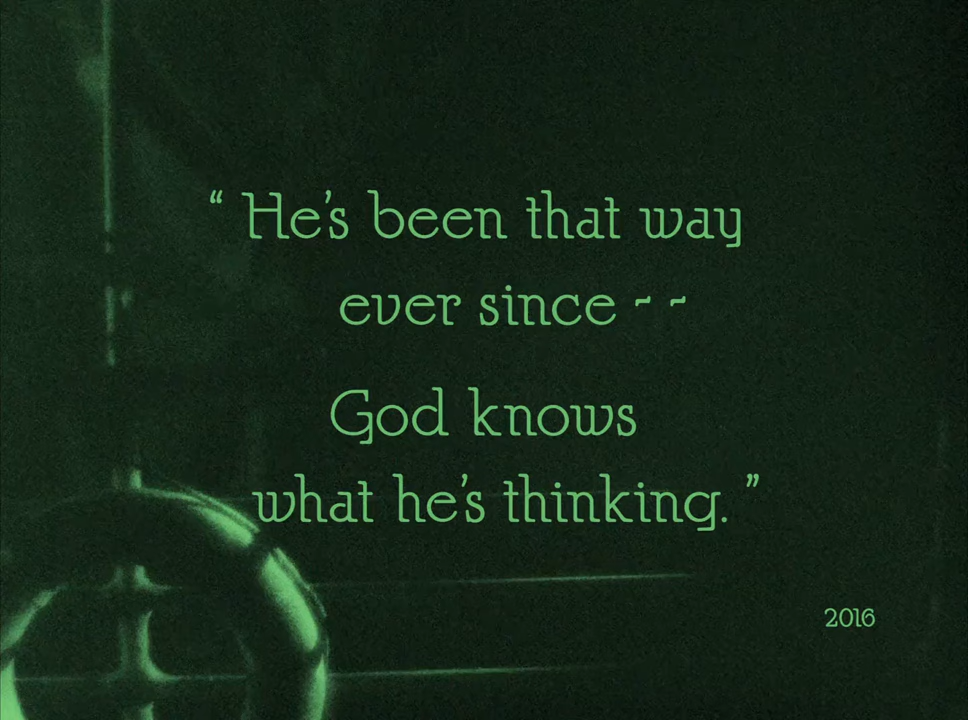 “ He’s been that way
ever since - -
God knows
what he’s thinking. ”
2016